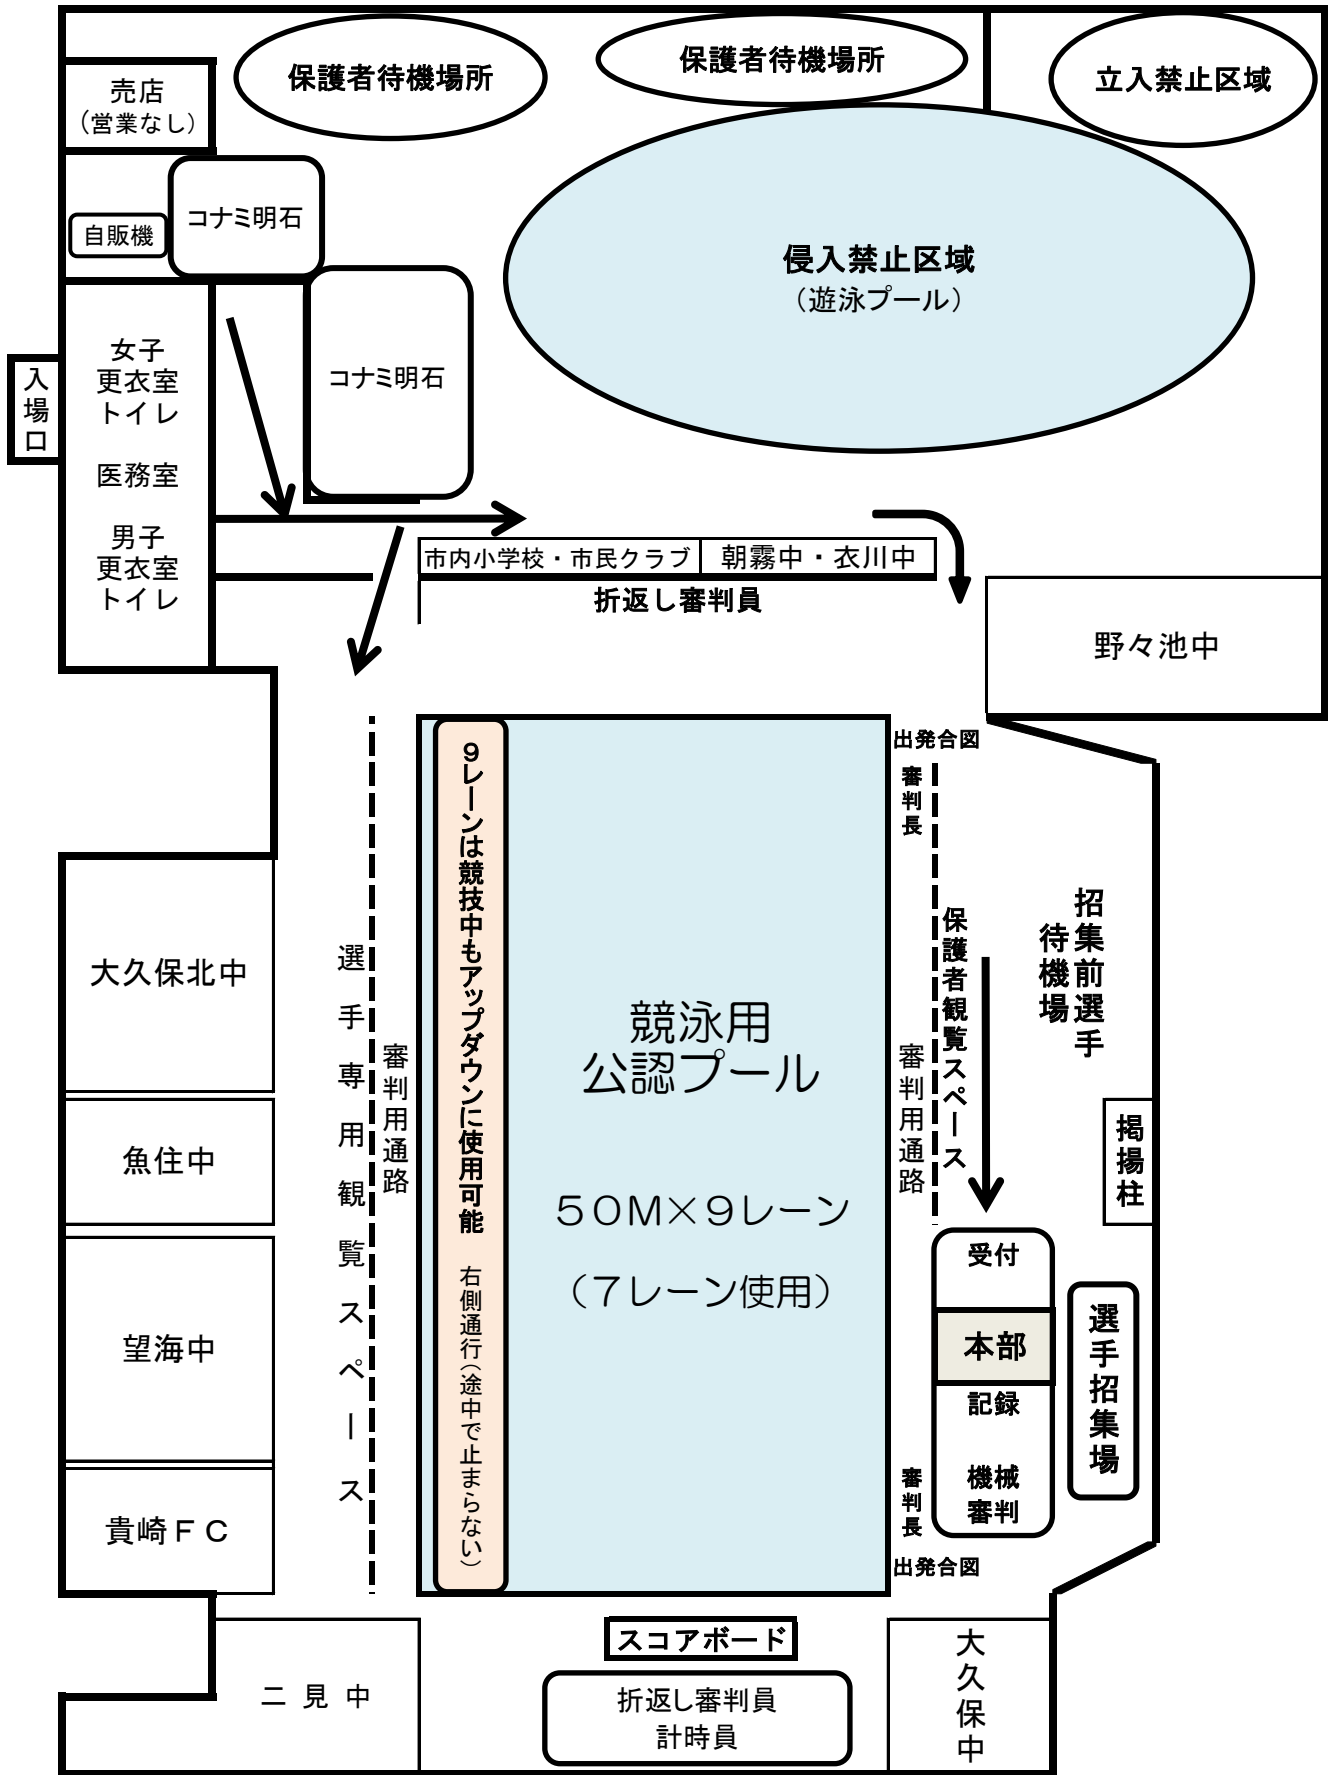 保護者待機場所
保護者待機場所
立入禁止区域
売店
（営業なし）
コナミ明石
自販機
侵入禁止区域
（遊泳プール）
コナミ明石
入場口
女子
更衣室
トイレ
医務室
男子
更衣室
トイレ
市内小学校・市民クラブ
朝霧中・衣川中
折返し審判員
野々池中
出発合図
審判長
9レーンは競技中もアップダウンに使用可能　右側通行（途中で止まらない）
大久保北中
選手専用観覧スペース
審判用通路
競泳用
公認プール
５０Ｍ×９レーン
（７レーン使用）
審判用通路
保護者観覧スペース
招集前選手
待機場
掲揚柱
魚住中
望海中
貴崎ＦＣ
受付
本部
記録
機械
審判
選手招集場
審判長
出発合図
スコアボード
二見中
折返し審判員
計時員
大久保中